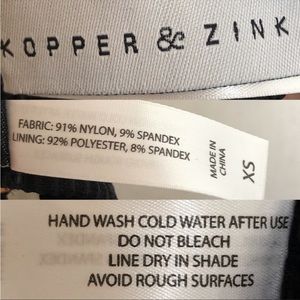 KOPPER & ZINK
FABRIC: 91% NYLON, 9% SPANDEX
LINING: 92% POLYESTER, 8% SPANDEX
MADE IN
CHINA
XS
HAND WASH COLD WATER AFTER USE
DO NOT BLEACH
LINE DRY IN SHADE
AVOID ROUGH SURFACES